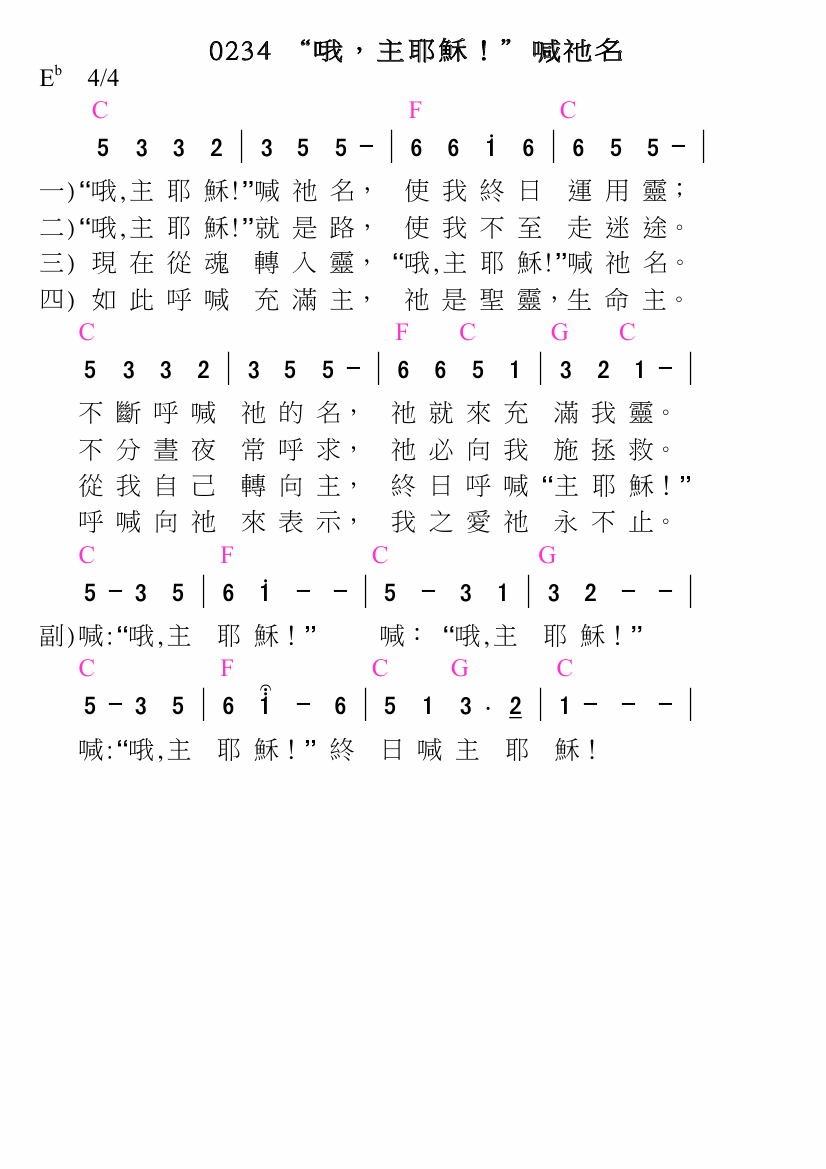 0234 “哦，主耶穌！”喊祂名
E♭ 4/4
C F C
5 3 3 2 | 3 5 5 － | 6 6 i 6 | 6 5 5 － |
一)“哦,主耶穌!”喊祂名， 使我終日 運用靈；
二)“哦,主耶穌!”就是路， 使我不至 走迷途。
三) 現在從魂 轉入靈， “哦,主耶穌!”喊祂名。
四) 如此呼喊 充滿主， 祂是聖靈，生命主。
C F C G C
5 3 3 2 | 3 5 5 － | 6 6 5 1 | 3 2 1 － |
不斷呼喊 祂的名， 祂就來充 滿我靈。
不分晝夜 常呼求， 祂必向我 施拯救。
從我自己 轉向主， 終日呼喊 “主耶穌！”
呼喊向祂 來表示， 我之愛祂 永不止。
C F C G
5 － 3 5 | 6 i － － | 5 － 3 1 | 3 2 － － |
副)喊:“哦,主 耶穌！” 喊： “哦,主 耶穌！”
C F C G C
5 － 3 5 | 6 i － 6 | 5 1 3 · 2 | 1 － － － |
喊:“哦,主 耶穌！” 終 日喊主 耶 穌！